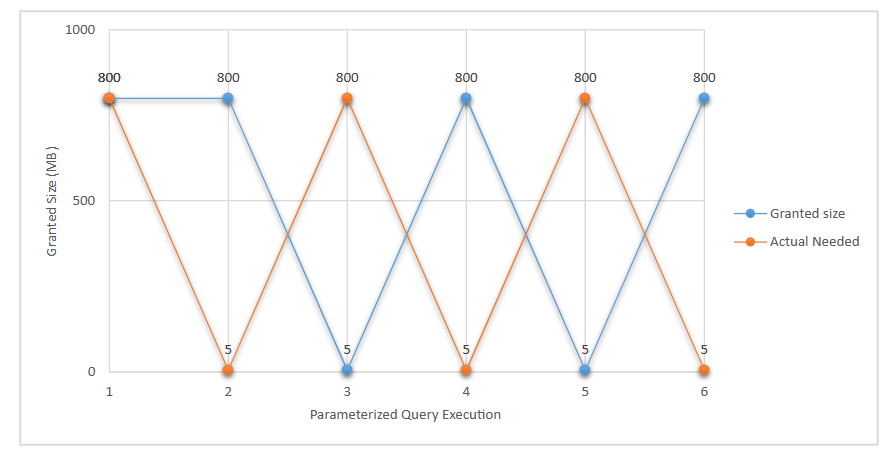 1000
800 800 800 800 800 800
500
5 5 5 5 5
0
1 2 3 4 5 6
Granted Size (MB)
Parameterized Query Execution
Granted size
Actual Needed